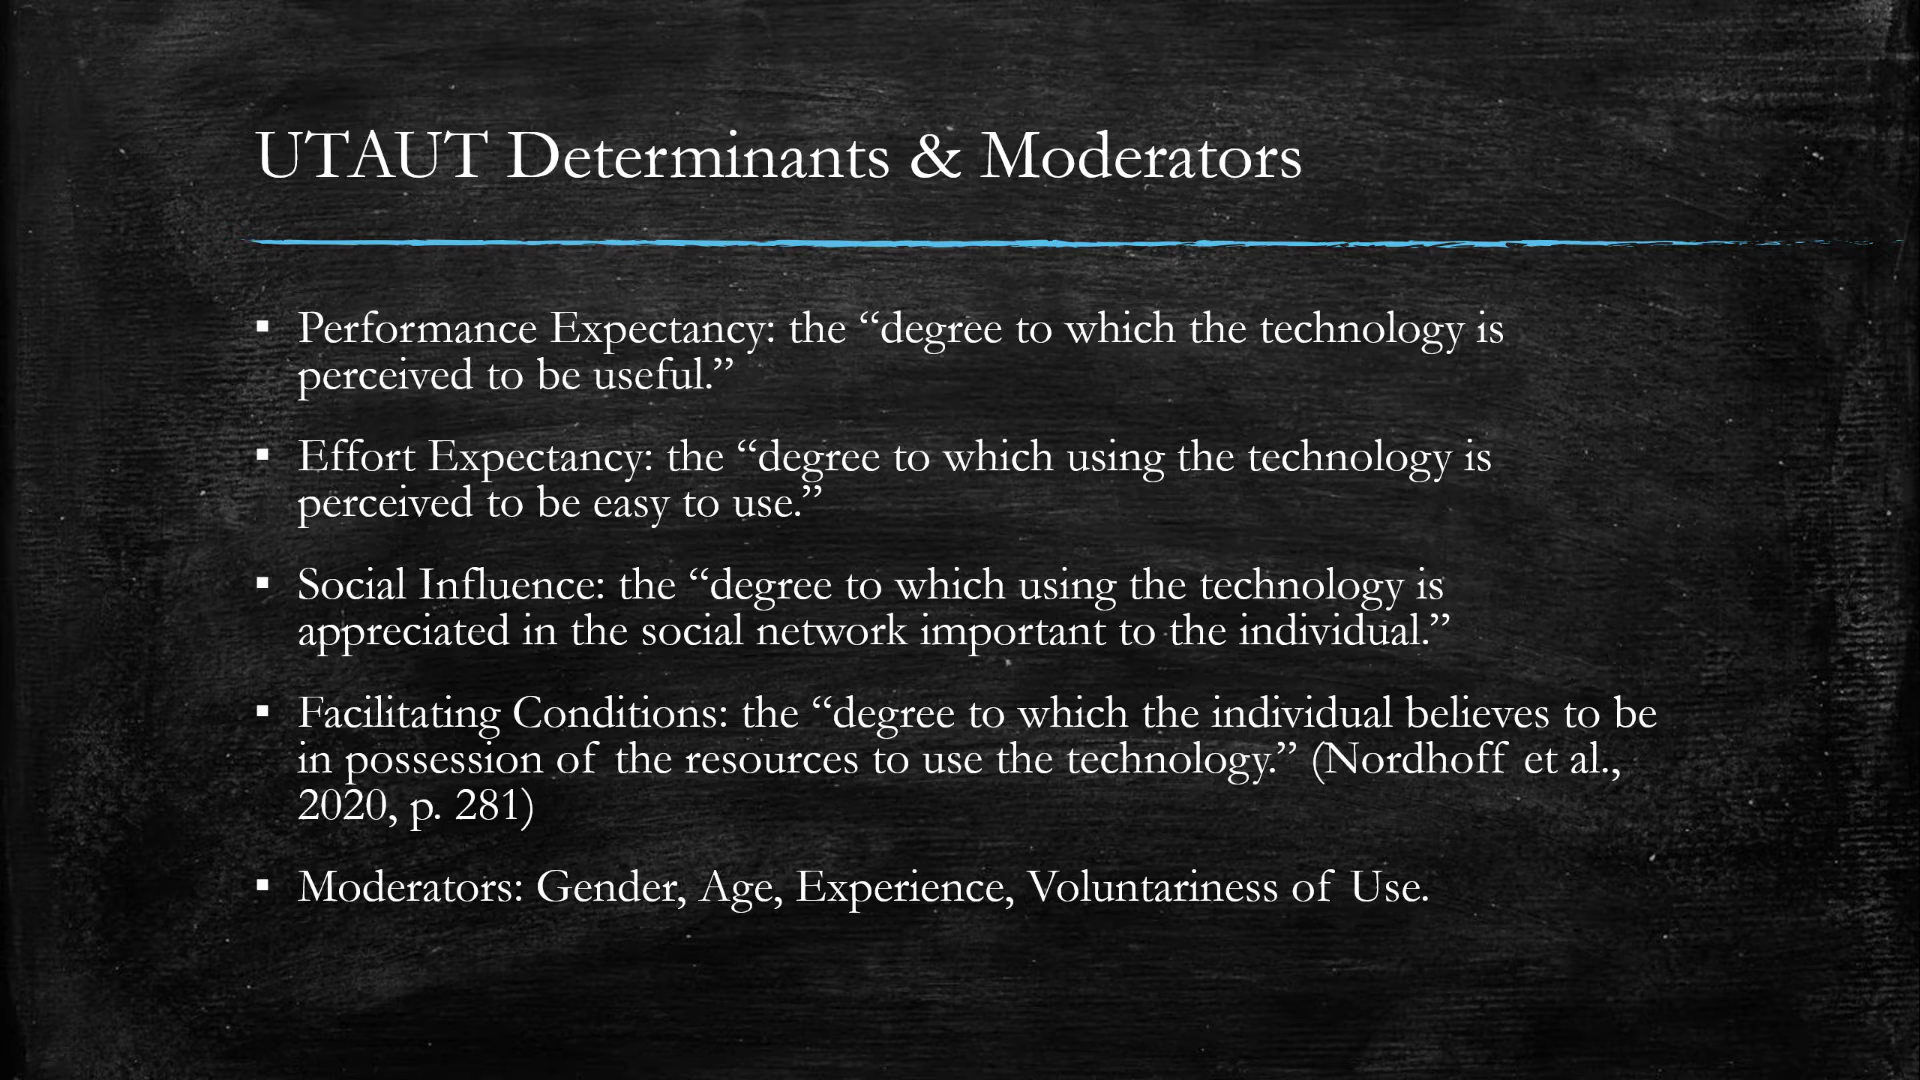 UTAUT Determinants & Moderators
▪ Performance Expectancy: the “degree to which the technology is
perceived to be useful.”
▪ Effort Expectancy: the “degree to which using the technology is
perceived to be easy to use.”
▪ Social Influence: the “degree to which using the technology is
appreciated in the social network important to the individual.”
▪ Facilitating Conditions: the “degree to which the individual believes to be
in possession of the resources to use the technology.” (Nordhoff et al.,
2020, p. 281)
▪ Moderators: Gender, Age, Experience, Voluntariness of Use.